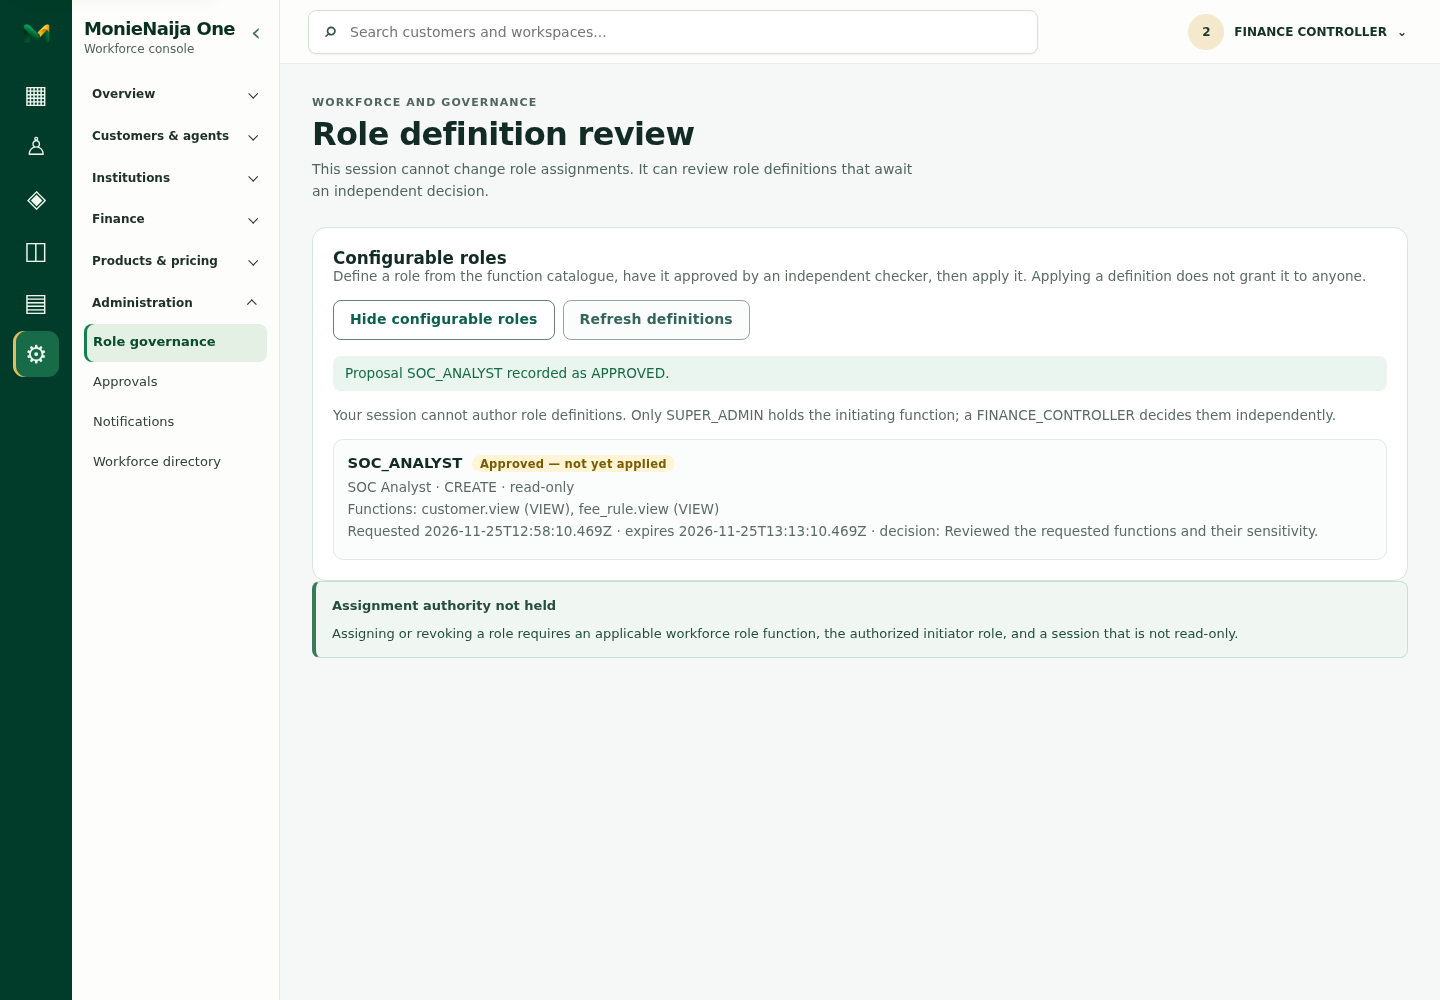 MonieNaija One
Workforce console
Overview
Customers & agents
Institutions
Finance
Products & pricing
Administration
Role governance
Approvals
Notifications
Workforce directory
Search customers and workspaces...
2
FINANCE CONTROLLER
WORKFORCE AND GOVERNANCE
Role definition review
This session cannot change role assignments. It can review role definitions that await
an independent decision.
Configurable roles
Define a role from the function catalogue, have it approved by an independent checker, then apply it. Applying a definition does not grant it to anyone.
Hide configurable roles
Refresh definitions
Proposal SOC_ANALYST recorded as APPROVED.
Your session cannot author role definitions. Only SUPER_ADMIN holds the initiating function; a FINANCE_CONTROLLER decides them independently.
SOC_ANALYST Approved — not yet applied
SOC Analyst · CREATE · read-only
Functions: customer.view (VIEW), fee_rule.view (VIEW)
Requested 2026-11-25T12:58:10.469Z · expires 2026-11-25T13:13:10.469Z · decision: Reviewed the requested functions and their sensitivity.
Assignment authority not held
Assigning or revoking a role requires an applicable workforce role function, the authorized initiator role, and a session that is not read-only.